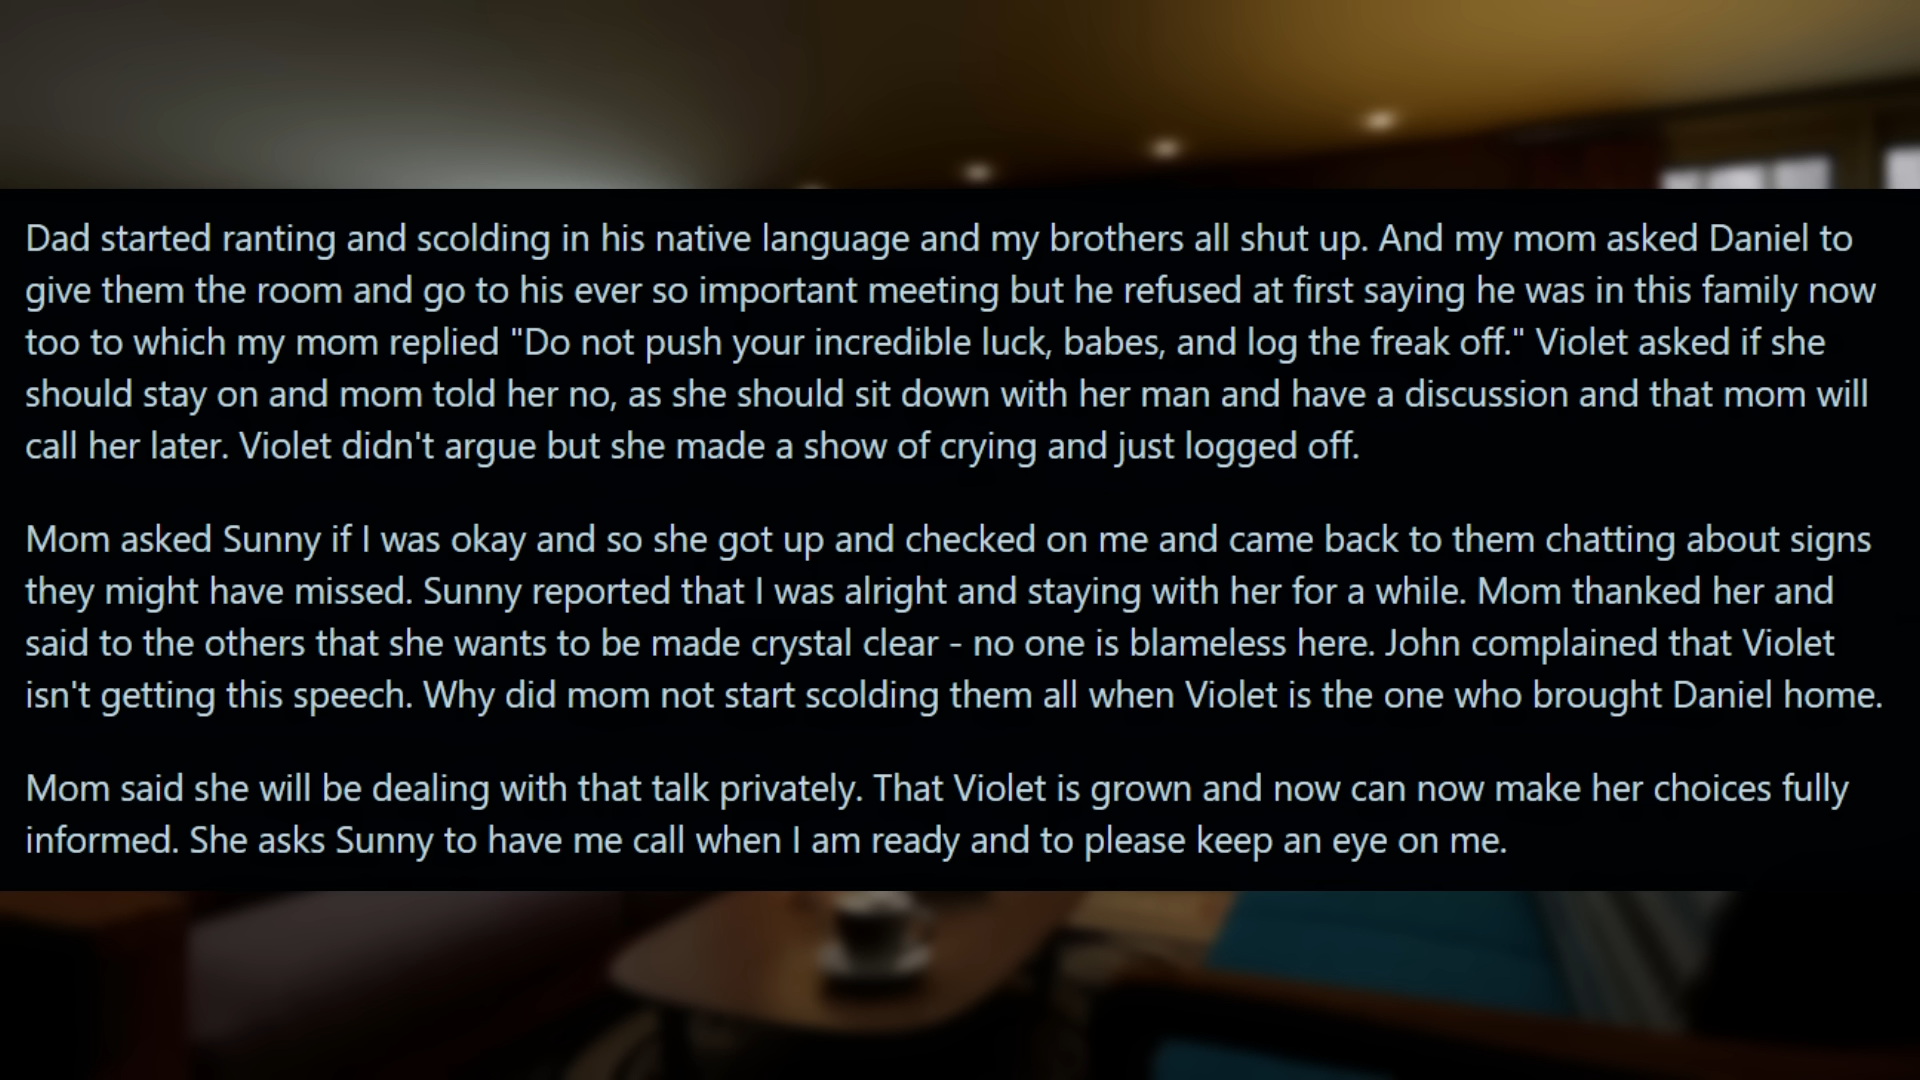 Dad started ranting and scolding in his native language and my brothers all shut up. And my mom asked Daniel to
give them the room and go to his ever so important meeting but he refused at first saying he was in this family now
too to which my mom replied "Do not push your incredible luck, babes, and log the freak off." Violet asked if she
should stay on and mom told her no, as she should sit down with her man and have a discussion and that mom will
call her later. Violet didn't argue but she made a show of crying and just logged off.
Mom asked Sunny if I was okay and so she got up and checked on me and came back to them chatting about signs
they might have missed. Sunny reported that I was alright and staying with her for a while. Mom thanked her and
said to the others that she wants to be made crystal clear - no one is blameless here. John complained that Violet
isn't getting this speech. Why did mom not start scolding them all when Violet is the one who brought Daniel home.
Mom said she will be dealing with that talk privately. That Violet is grown and now can now make her choices fully
informed. She asks Sunny to have me call when I am ready and to please keep an eye on me.